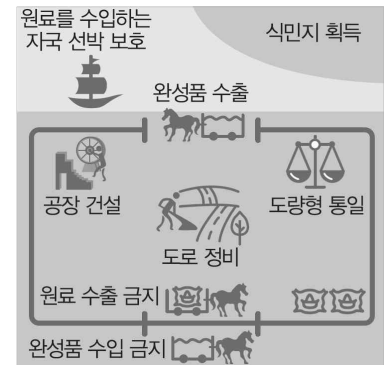 원료를 수입하는
자국 선박 보호
식민지 획득
완성품 수출
공장 건설
도량형 통일
도로 정비
원료 수출 금지
완성품 수입 금지